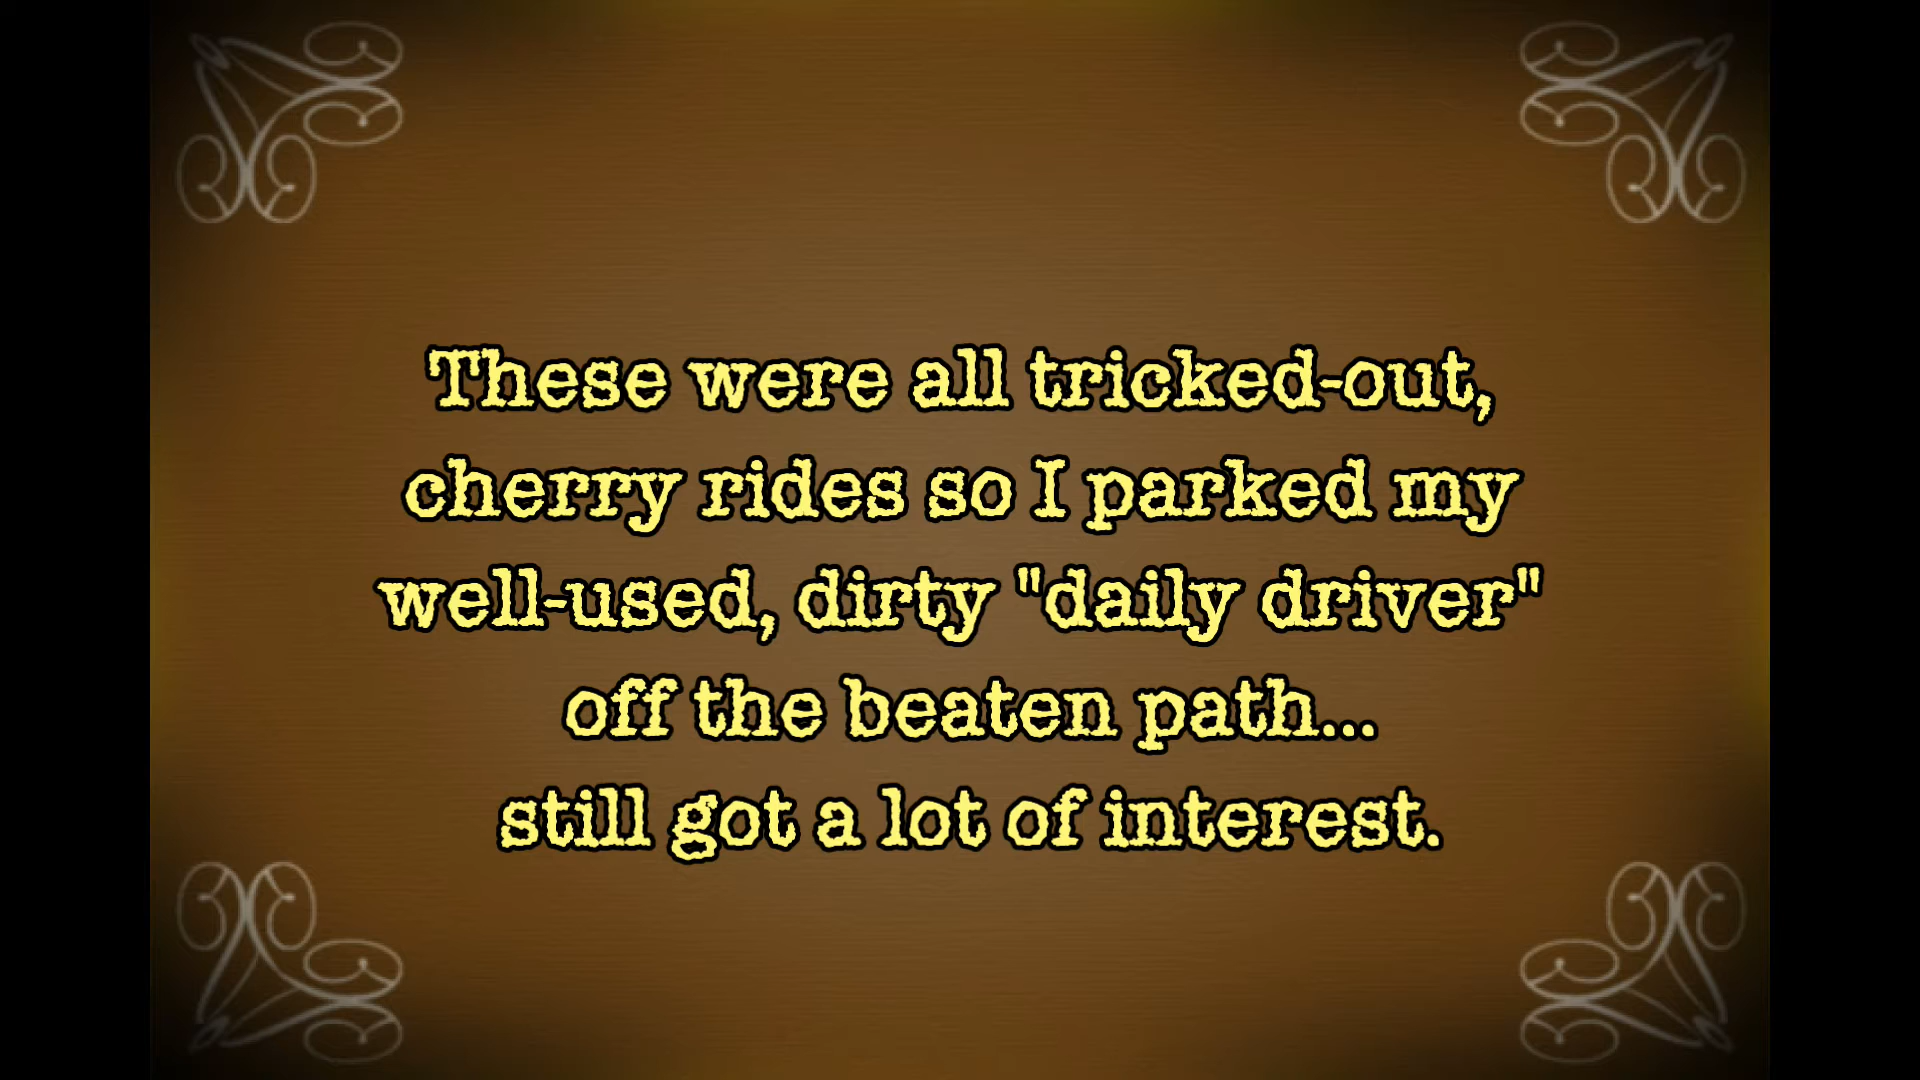 These were all tricked-out,
cherry rides so I parked my
well-used, dirty "daily driver"
off the beaten path...
still got a lot of interest.